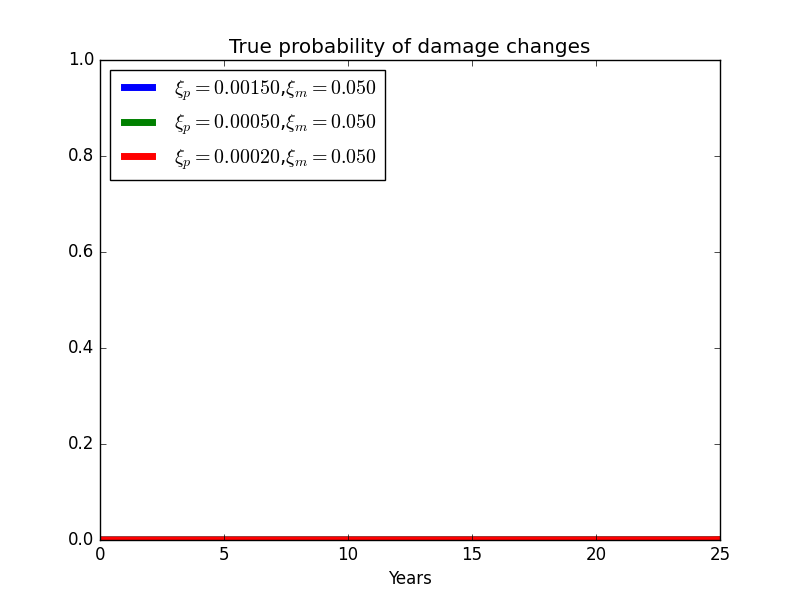 True probability of damage changes
1.0
ξₚ = 0.00150,ξₘ = 0.050
ξₚ = 0.00050,ξₘ = 0.050
ξₚ = 0.00020,ξₘ = 0.050
0.8
0.6
0.4
0.2
0.0
0 5 10 15 20 25
Years